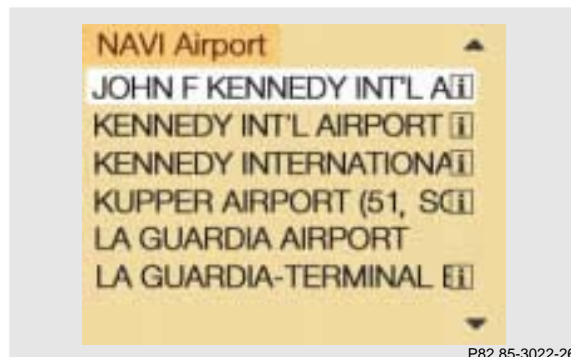 NAVI Airport
JOHN F KENNEDY INT'L A
KENNEDY INT'L AIRPORT i
KENNEDY INTERNATIONA i
KUPPER AIRPORT (51, SO i
LA GUARDIA AIRPORT
LA GUARDIA-TERMINAL i
P82.85-3022-26